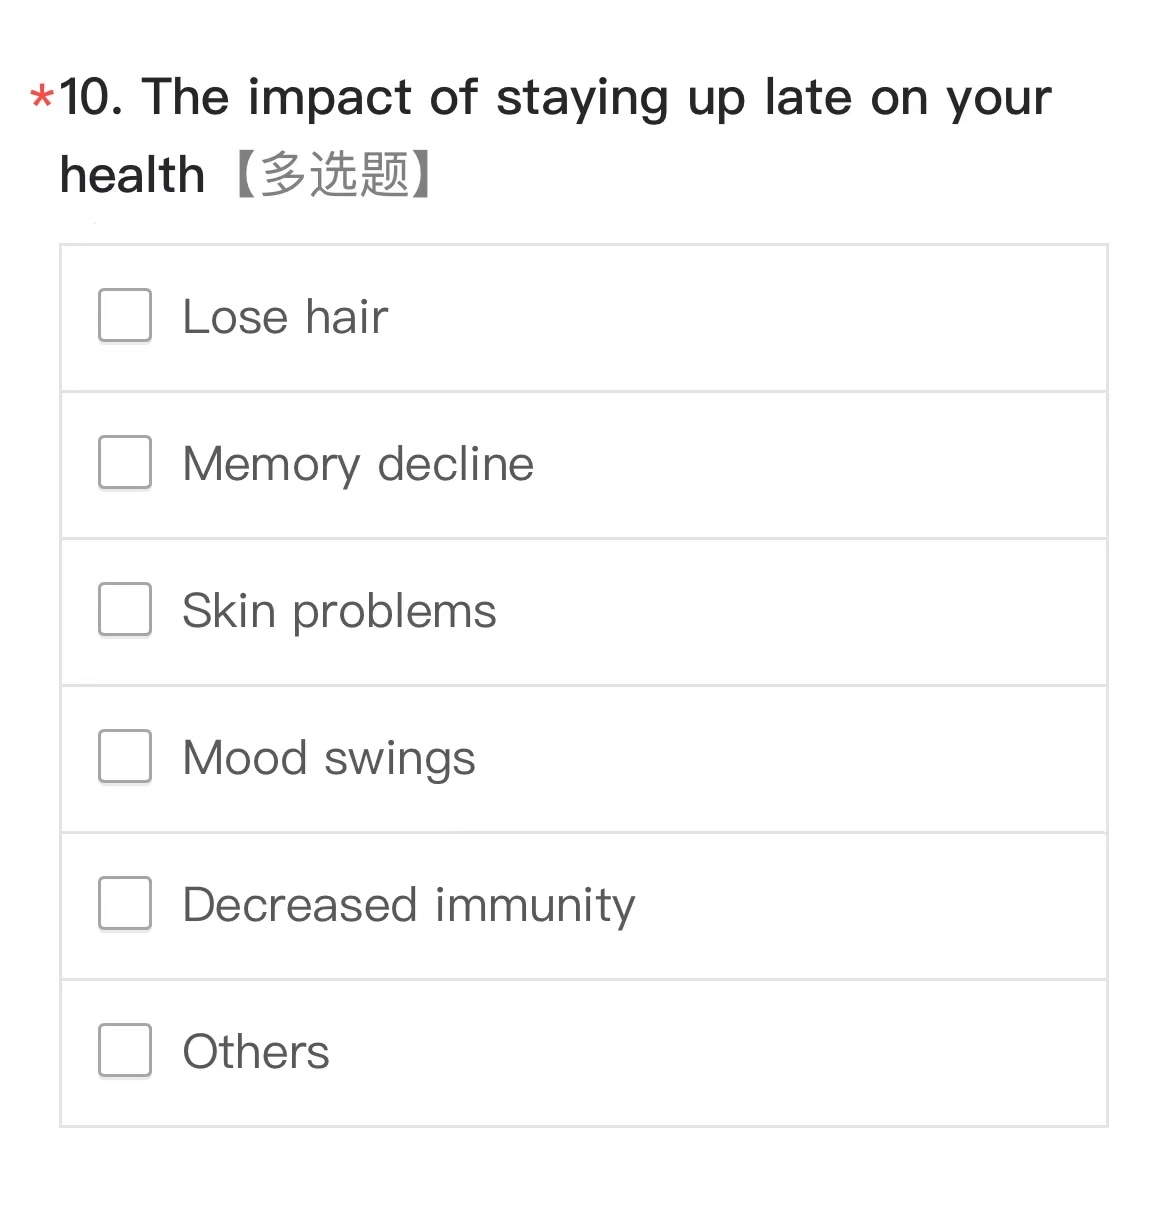 *10. The impact of staying up late on your
health【多选题】
Lose hair
Memory decline
Skin problems
Mood swings
Decreased immunity
Others